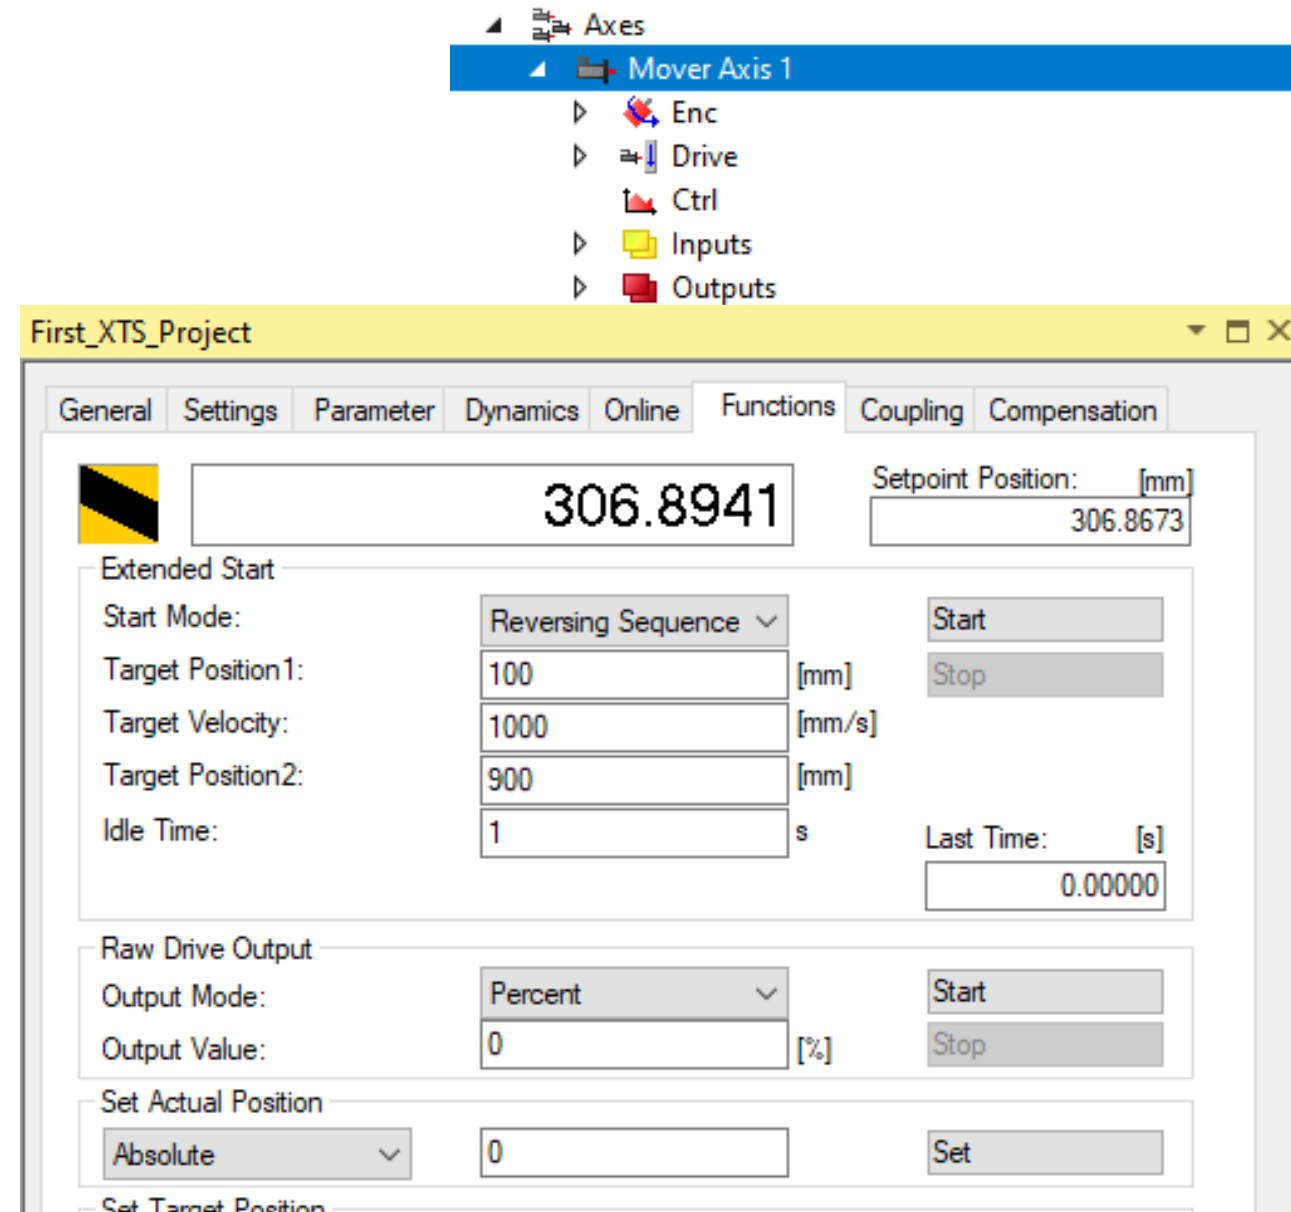 Axes
Mover Axis 1
Enc
Drive
Ctrl
Inputs
Outputs
First_XTS_Project
General Settings Parameter Dynamics Online Functions Coupling Compensation
306.8941
Setpoint Position: [mm]
306.8673
Extended Start
Start Mode: Reversing Sequence Start
Target Position1: 100 [mm] Stop
Target Velocity: 1000 [mm/s]
Target Position2: 900 [mm]
Idle Time: 1 s Last Time: [s]
0.00000
Raw Drive Output
Output Mode: Percent Start
Output Value: 0 [%] Stop
Set Actual Position
Absolute 0 Set
Set Target Position